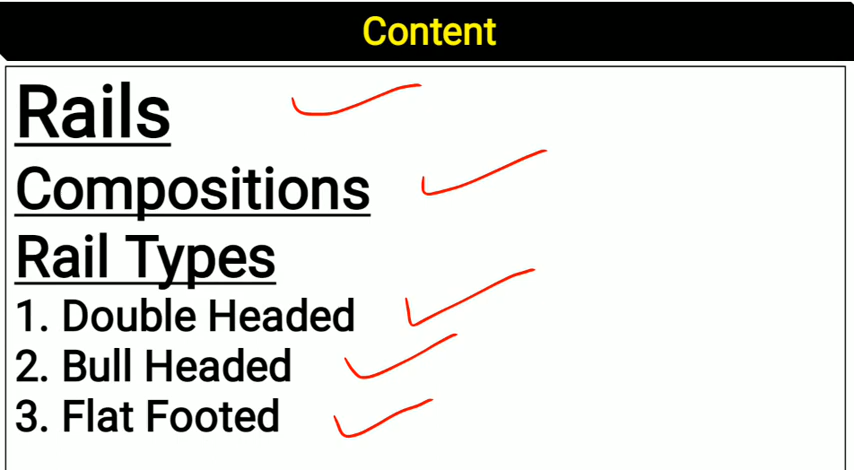 Content
Rails
Compositions
Rail Types
1. Double Headed
2. Bull Headed
3. Flat Footed